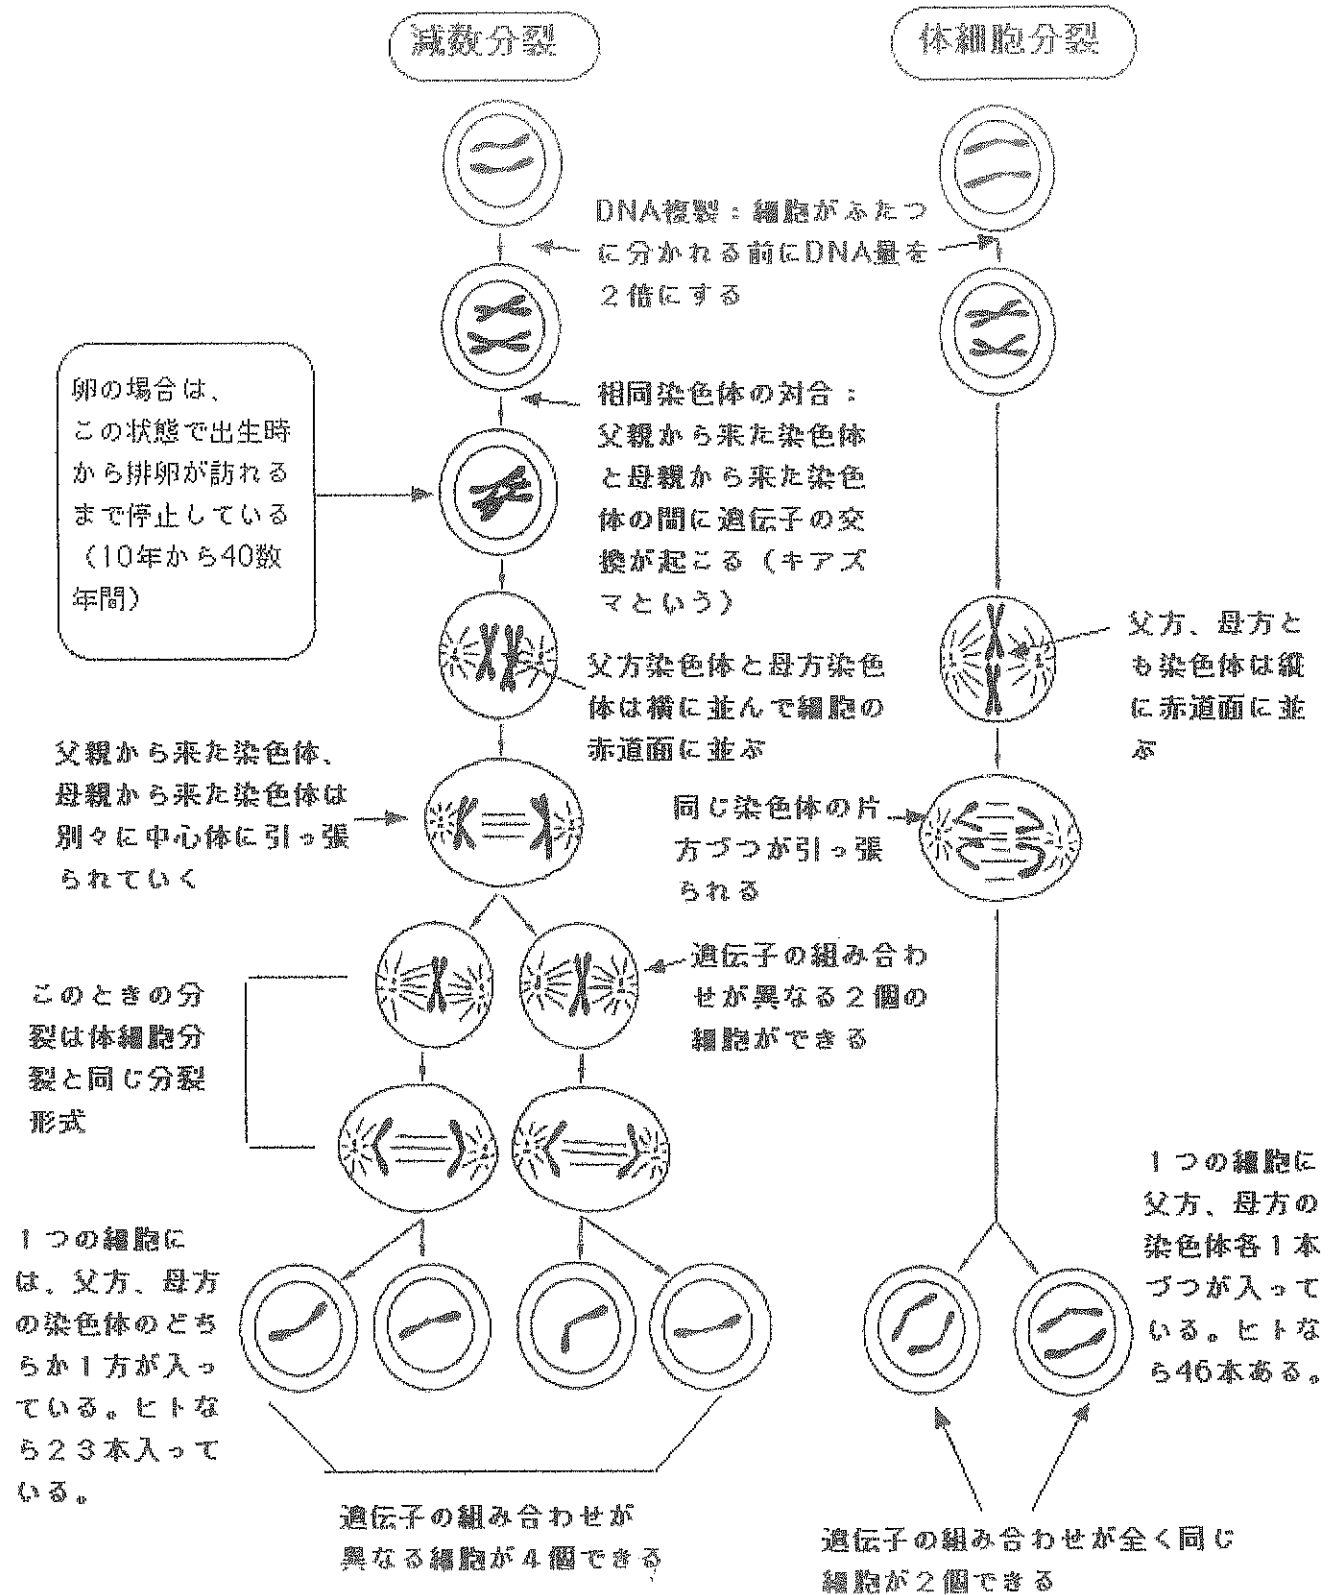 減数分裂
体細胞分裂
DNA複製：細胞がふたつ
に分かれる前にDNA量を
２倍にする
卵の場合は、
この状態で出生時
から排卵が訪れる
まで停止している
（10年から40数
年間）
相同染色体の対合：
父親から来た染色体
と母親から来た染色
体の間に遺伝子の交
換が起こる（キアズ
マという）
父方染色体と母方染色
体は横に並んで細胞の
赤道面に並ぶ
父方、母方と
も染色体は縦
に赤道面に並
ぶ
父親から来た染色体、
母親から来た染色体は
別々に中心体に引っ張
られていく
同じ染色体の片
方づつが引っ張
られる
遺伝子の組み合わ
せが異なる２個の
細胞ができる
このときの分
裂は体細胞分
裂と同じ分裂
形式
１つの細胞に
は、父方、母方
の染色体のどち
らか１方が入っ
ている。ヒトな
ら２３本入って
いる。
１つの細胞に
父方、母方の
染色体各１本
づつが入って
いる。ヒトな
ら46本ある。
遺伝子の組み合わせが
異なる細胞が４個できる
遺伝子の組み合わせが全く同じ
細胞が２個できる